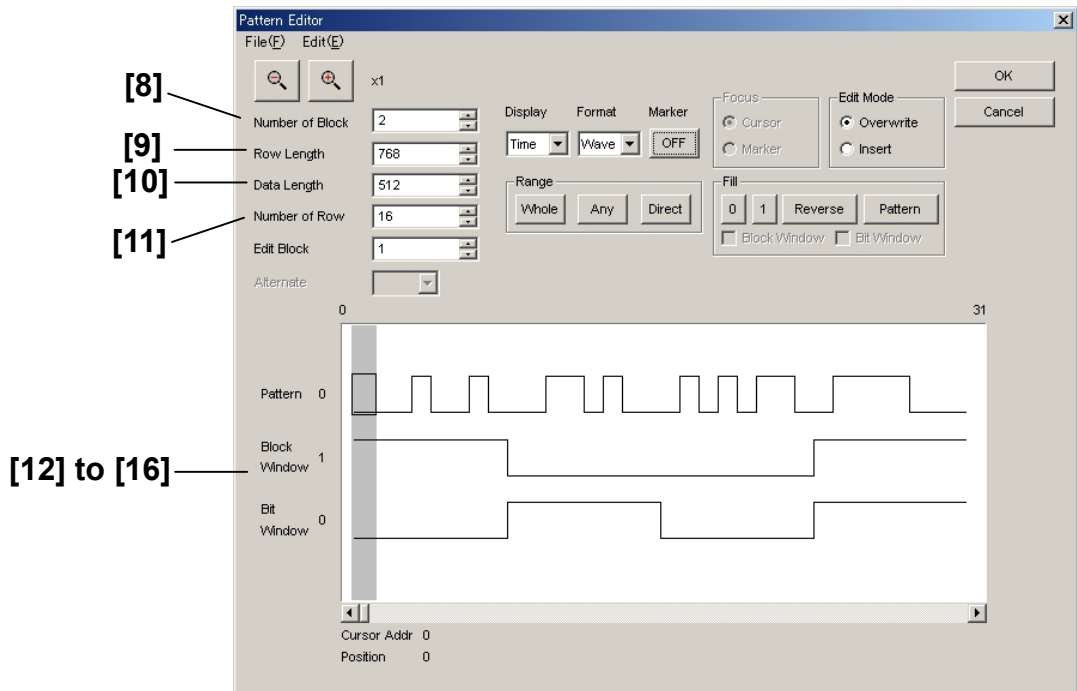 Pattern Editor
File(F) Edit(E)
x1
OK
Cancel
[8]
[9]
[10]
[11]
Number of Block 2
Row Length 768
Data Length 512
Number of Row 16
Edit Block 1
Alternate
Display Format Marker
Time Wave OFF
Focus
Cursor
Marker
Edit Mode
Overwrite
Insert
Range
Whole Any Direct
Fill
0 1 Reverse Pattern
Block Window Bit Window
0 31
Pattern 0
Block
Window 1
[12] to [16]
Bit
Window 0
Cursor Addr 0
Position 0